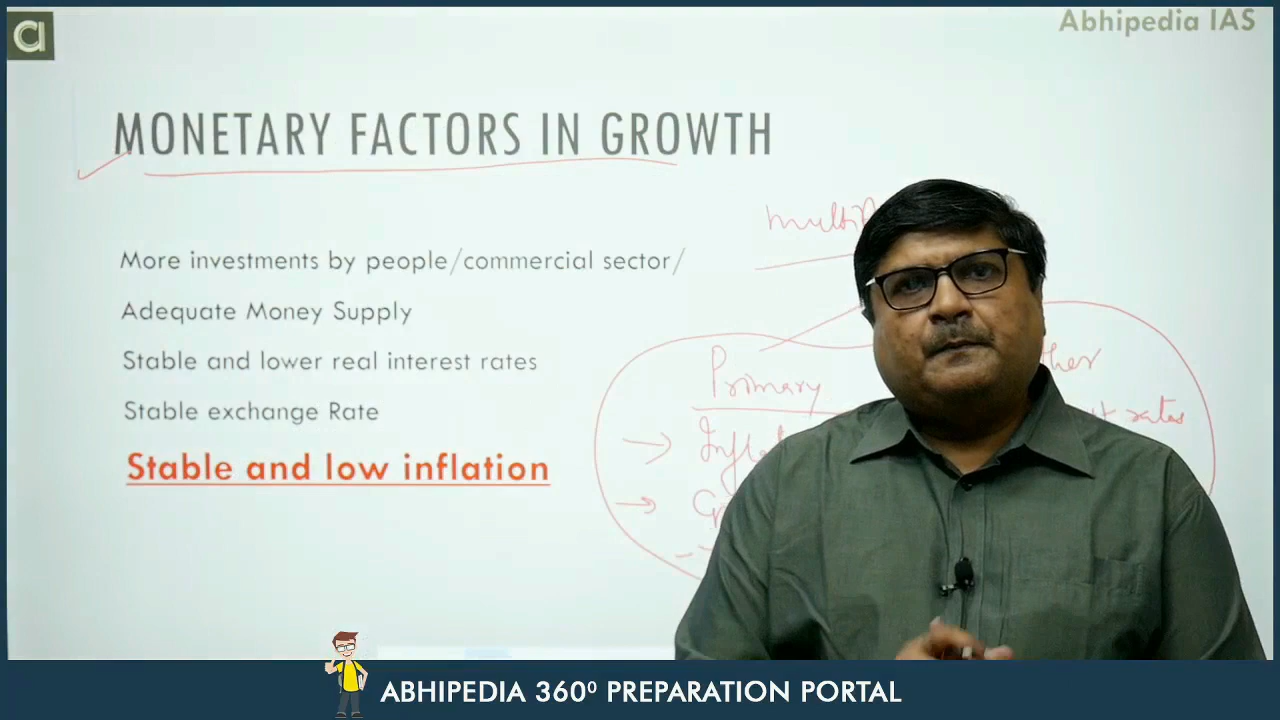 Abhipedia IAS
MONETARY FACTORS IN GROWTH
More investments by people/commercial sector/
Adequate Money Supply
Stable and lower real interest rates
Stable exchange Rate
Stable and low inflation
Primary
rates
ABHIPEDIA 360⁰ PREPARATION PORTAL